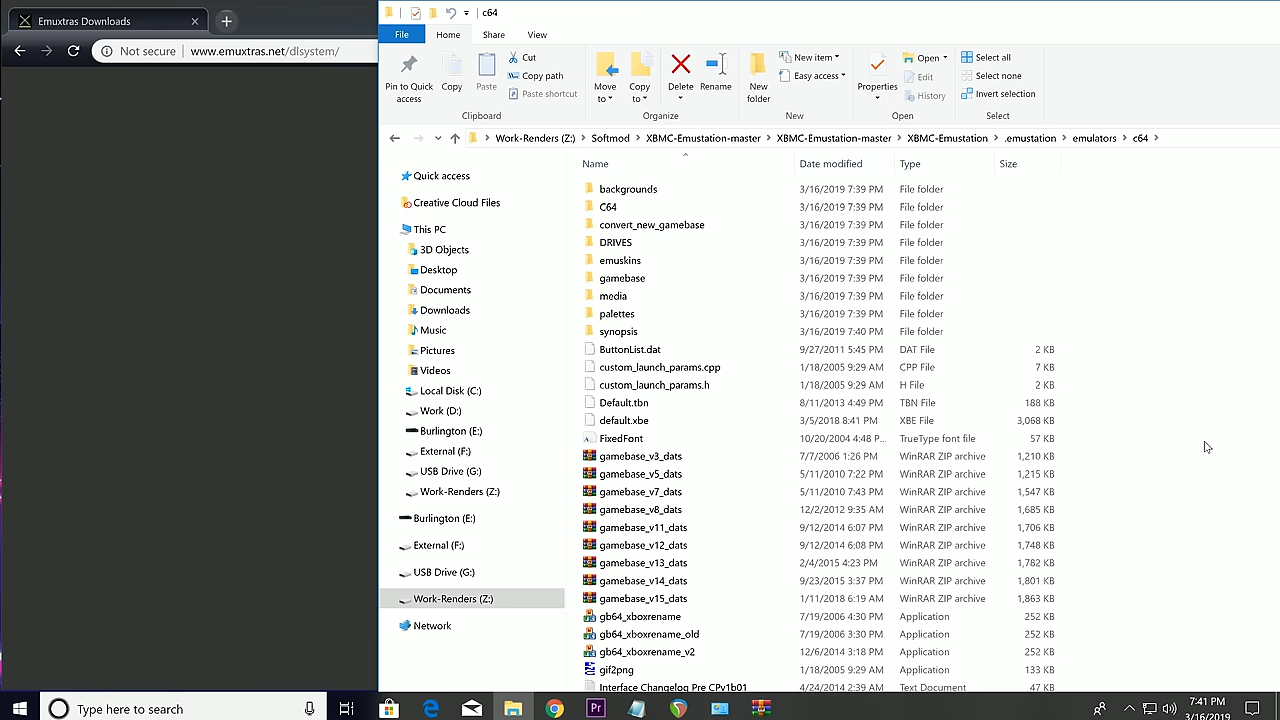 Emuxtras Downloads
Not secure | www.emuxtras.net/dlsystem/
c64
File Home Share View
Pin to Quick access
Copy
Paste
Cut
Copy path
Paste shortcut
Clipboard
Move to
Copy to
Delete
Rename
Organize
New folder
New item
Easy access
New
Properties
Open
Edit
History
Open
Select all
Select none
Invert selection
Select
Work-Renders (Z:) > Softmod > XBMC-Emustation-master > XBMC-Emustation-master > XBMC-Emustation > .emustation > emulators > c64 >
Quick access
Creative Cloud Files
This PC
3D Objects
Desktop
Documents
Downloads
Music
Pictures
Videos
Local Disk (C:)
Work (D:)
Burlington (E:)
External (F:)
USB Drive (G:)
Work-Renders (Z:)
Burlington (E:)
External (F:)
USB Drive (G:)
Work-Renders (Z:)
Network
Name Date modified Type Size
backgrounds 3/16/2019 7:39 PM File folder
C64 3/16/2019 7:39 PM File folder
convert_new_gamebase 3/16/2019 7:39 PM File folder
DRIVES 3/16/2019 7:39 PM File folder
emuskins 3/16/2019 7:39 PM File folder
gamebase 3/16/2019 7:39 PM File folder
media 3/16/2019 7:39 PM File folder
palettes 3/16/2019 7:39 PM File folder
synopsis 3/16/2019 7:40 PM File folder
ButtonList.dat 9/27/2011 5:45 PM DAT File 2 KB
custom_launch_params.cpp 1/18/2005 9:29 AM CPP File 7 KB
custom_launch_params.h 1/18/2005 9:29 AM H File 2 KB
Default.tbn 8/11/2013 4:49 PM TBN File 188 KB
default.xbe 3/5/2018 8:41 PM XBE File 3,068 KB
FixedFont 10/20/2004 4:48 P... TrueType font file 57 KB
gamebase_v3_dats 7/7/2006 1:26 PM WinRAR ZIP archive 1,210 KB
gamebase_v5_dats 5/11/2010 7:22 PM WinRAR ZIP archive 1,215 KB
gamebase_v7_dats 5/11/2010 7:43 PM WinRAR ZIP archive 1,547 KB
gamebase_v8_dats 12/2/2012 9:35 AM WinRAR ZIP archive 1,685 KB
gamebase_v11_dats 9/12/2014 6:07 PM WinRAR ZIP archive 1,706 KB
gamebase_v12_dats 9/12/2014 6:08 PM WinRAR ZIP archive 1,748 KB
gamebase_v13_dats 2/4/2015 4:23 PM WinRAR ZIP archive 1,782 KB
gamebase_v14_dats 9/23/2015 3:37 PM WinRAR ZIP archive 1,801 KB
gamebase_v15_dats 1/11/2018 6:19 AM WinRAR ZIP archive 1,863 KB
gb64_xboxrename 7/19/2006 4:30 PM Application 252 KB
gb64_xboxrename_old 7/19/2006 3:30 PM Application 252 KB
gb64_xboxrename_v2 12/6/2014 3:18 PM Application 252 KB
gif2png 1/18/2005 9:29 AM Application 133 KB
Interface Changelog Pre CPv1b01 4/24/2014 2:39 AM Text Document 47 KB
Type here to search
7:41 PM
3/16/2019